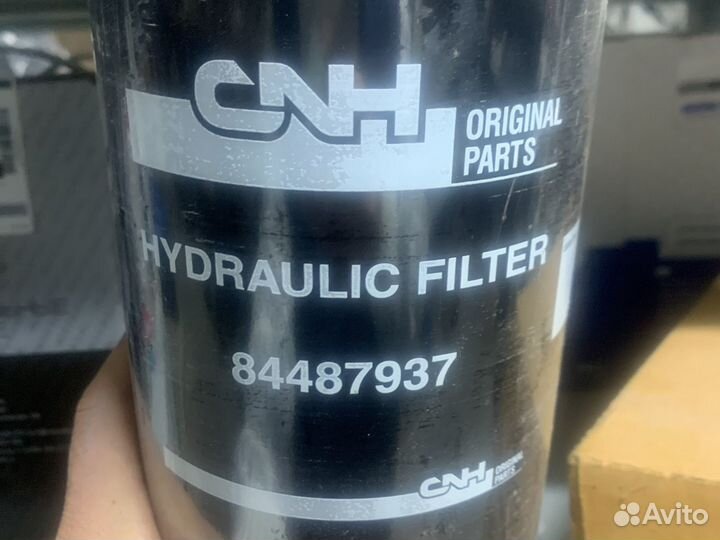 CNH
ORIGINAL
PARTS
HYDRAULIC FILTER
84487937
CNH ORIGINAL
PARTS
Avito